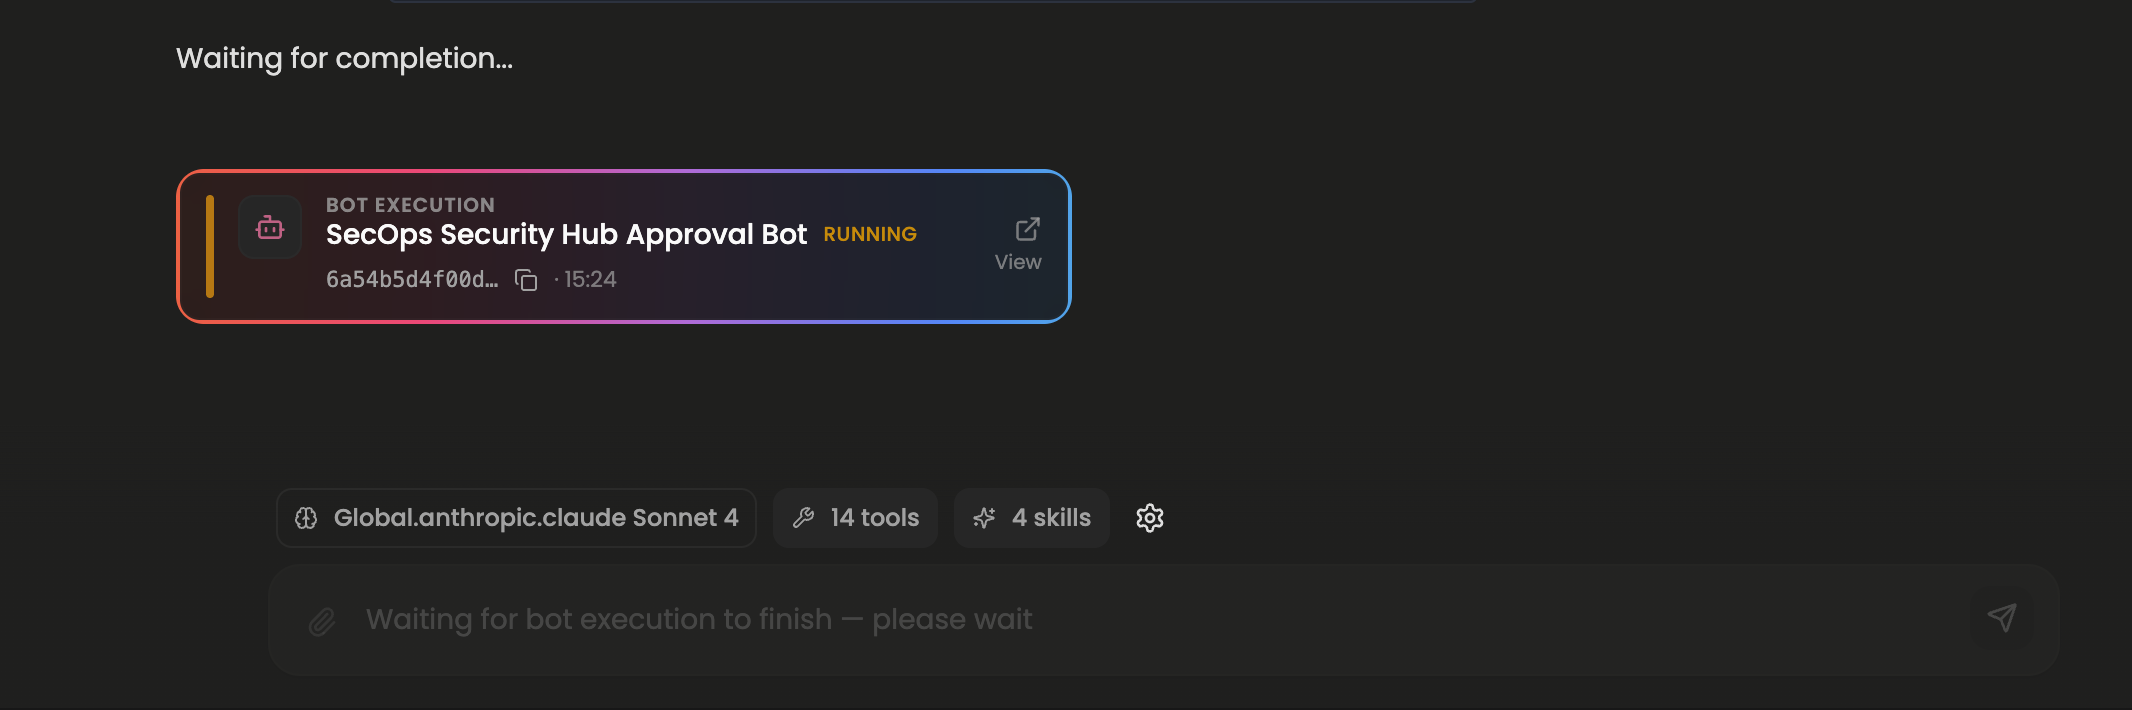 Waiting for completion...
BOT EXECUTION
SecOps Security Hub Approval Bot RUNNING
6a54b5d4f00d… · 15:24
View
Global.anthropic.claude Sonnet 4
14 tools
4 skills
Waiting for bot execution to finish — please wait